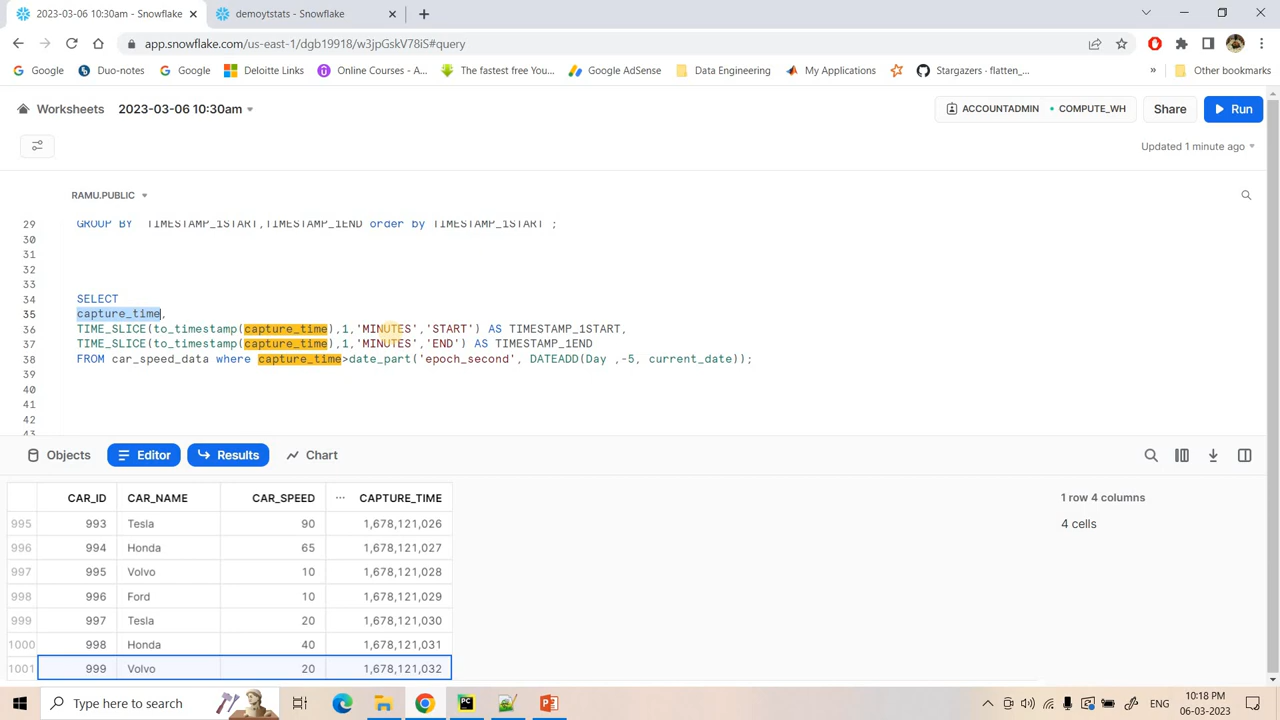 2023-03-06 10:30am - Snowflake
demoytstats - Snowflake
app.snowflake.com/us-east-1/dgb19918/w3jpGskV78iS#query
Google
Duo-notes
Google
Deloitte Links
Online Courses - A...
The fastest free You...
Google AdSense
Data Engineering
My Applications
Stargazers · flatten_...
»
Other bookmarks
Worksheets
2023-03-06 10:30am
ACCOUNTADMIN • COMPUTE_WH
Share
Run
Updated 1 minute ago
RAMU.PUBLIC
29 GROUP BY TIMESTAMP_1START,TIMESTAMP_1END order by TIMESTAMP_1START ;
30
31
32
33
34 SELECT
35 capture_time,
36 TIME_SLICE(to_timestamp(capture_time),1,'MINUTES','START') AS TIMESTAMP_1START,
37 TIME_SLICE(to_timestamp(capture_time),1,'MINUTES','END') AS TIMESTAMP_1END
38 FROM car_speed_data where capture_time>date_part('epoch_second', DATEADD(Day ,-5, current_date));
39
40
41
42
43
Objects
Editor
Results
Chart
CAR_ID CAR_NAME CAR_SPEED ... CAPTURE_TIME
995 993 Tesla 90 1,678,121,026
996 994 Honda 65 1,678,121,027
997 995 Volvo 10 1,678,121,028
998 996 Ford 10 1,678,121,029
999 997 Tesla 20 1,678,121,030
1000 998 Honda 40 1,678,121,031
1001 999 Volvo 20 1,678,121,032
1 row 4 columns
4 cells
Type here to search
PC
ENG
10:18 PM
06-03-2023